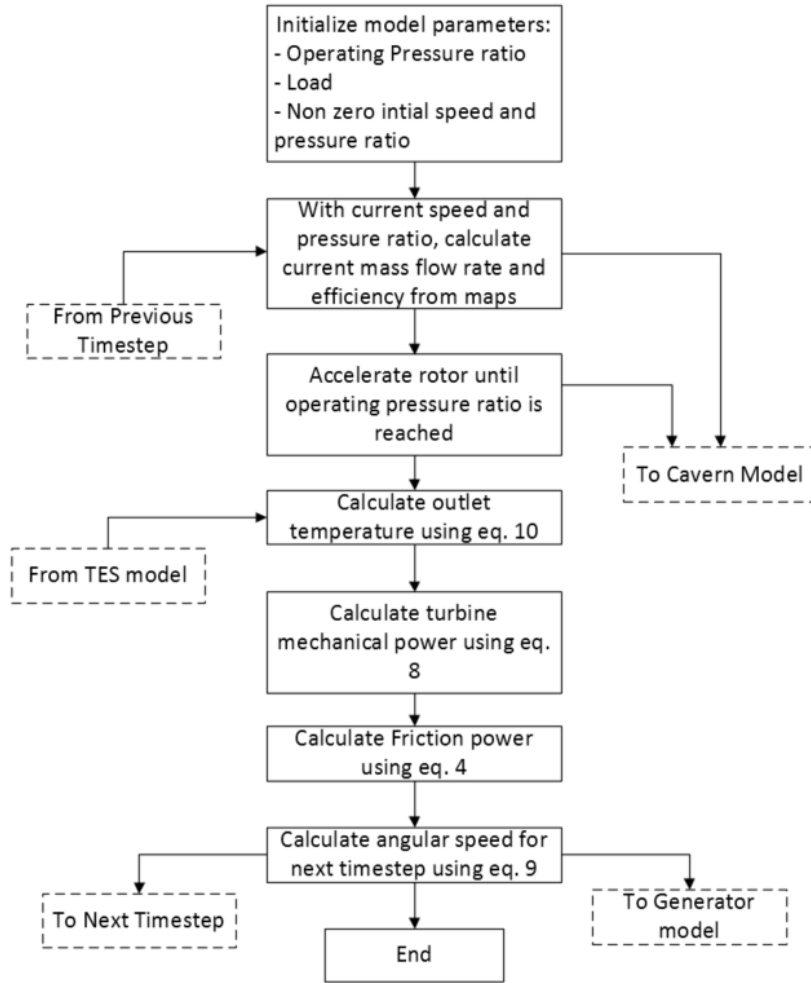 Initialize model parameters:
- Operating Pressure ratio
- Load
- Non zero intial speed and
pressure ratio
With current speed and
pressure ratio, calculate
current mass flow rate and
efficiency from maps
From Previous
Timestep
Accelerate rotor until
operating pressure ratio is
reached
To Cavern Model
Calculate outlet
temperature using eq. 10
From TES model
Calculate turbine
mechanical power using eq.
8
Calculate Friction power
using eq. 4
Calculate angular speed for
next timestep using eq. 9
To Next Timestep
To Generator
model
End